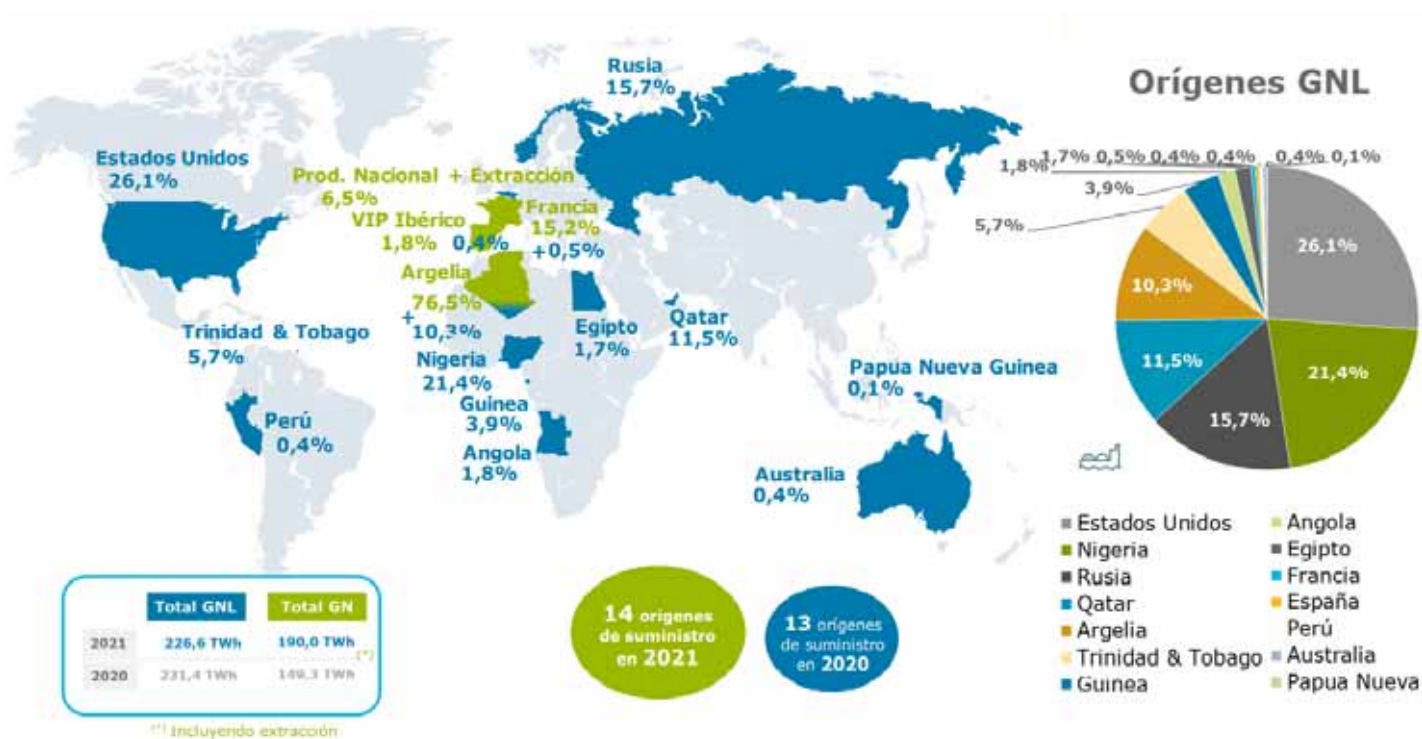 Rusia
15,7%
Estados Unidos
26,1%
Prod. Nacional + Extracción
6,5%
VIP Ibérico
1,8%
0,4%
Francia
15,2%
+0,5%
Argelia
76,5%
+
10,3%
Trinidad & Tobago
5,7%
Nigeria
21,4%
Egipto
1,7%
Qatar
11,5%
Guinea
3,9%
Perú
0,4%
Angola
1,8%
Papua Nueva Guinea
0,1%
Australia
0,4%
Orígenes GNL
1,8% 1,7% 0,5% 0,4% 0,4% 0,4% 0,1%
3,9%
5,7%
26,1%
10,3%
11,5%
21,4%
15,7%
Estados Unidos
Nigeria
Rusia
Qatar
Argelia
Trinidad & Tobago
Guinea
Angola
Egipto
Francia
España
Perú
Australia
Papua Nueva
Total GNL Total GN
2021 226,6 TWh 190,0 TWh (*)
2020 231,4 TWh 149,3 TWh
(*) Incluyendo extracción
14 orígenes
de suministro
en 2021
13 orígenes
de suministro
en 2020